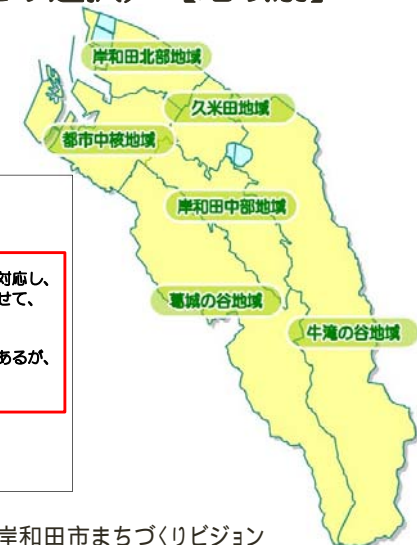 岸和田北部地域
久米田地域
都市中核地域
岸和田中部地域
対応し、
せて、
葛城の谷地域
牛滝の谷地域
あるが、
岸和田市まちづくりビジョン